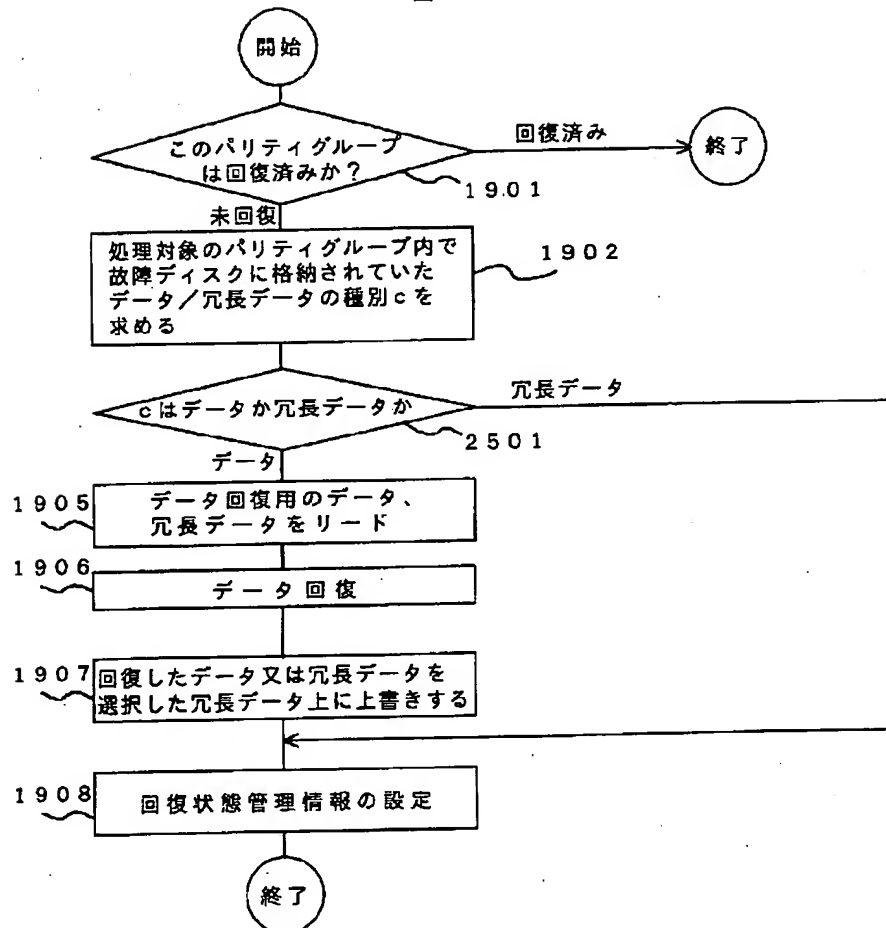 開始
このパリティグループ
は回復済みか?
回復済み
終了
1901
未回復
処理対象のパリティグループ内で
故障ディスクに格納されていた
データ/冗長データの種別cを
求める
1902
cはデータか冗長データか
冗長データ
2501
データ
1905
データ回復用のデータ、
冗長データをリード
1906
データ回復
1907
回復したデータ又は冗長データを
選択した冗長データ上に上書きする
1908
回復状態管理情報の設定
終了